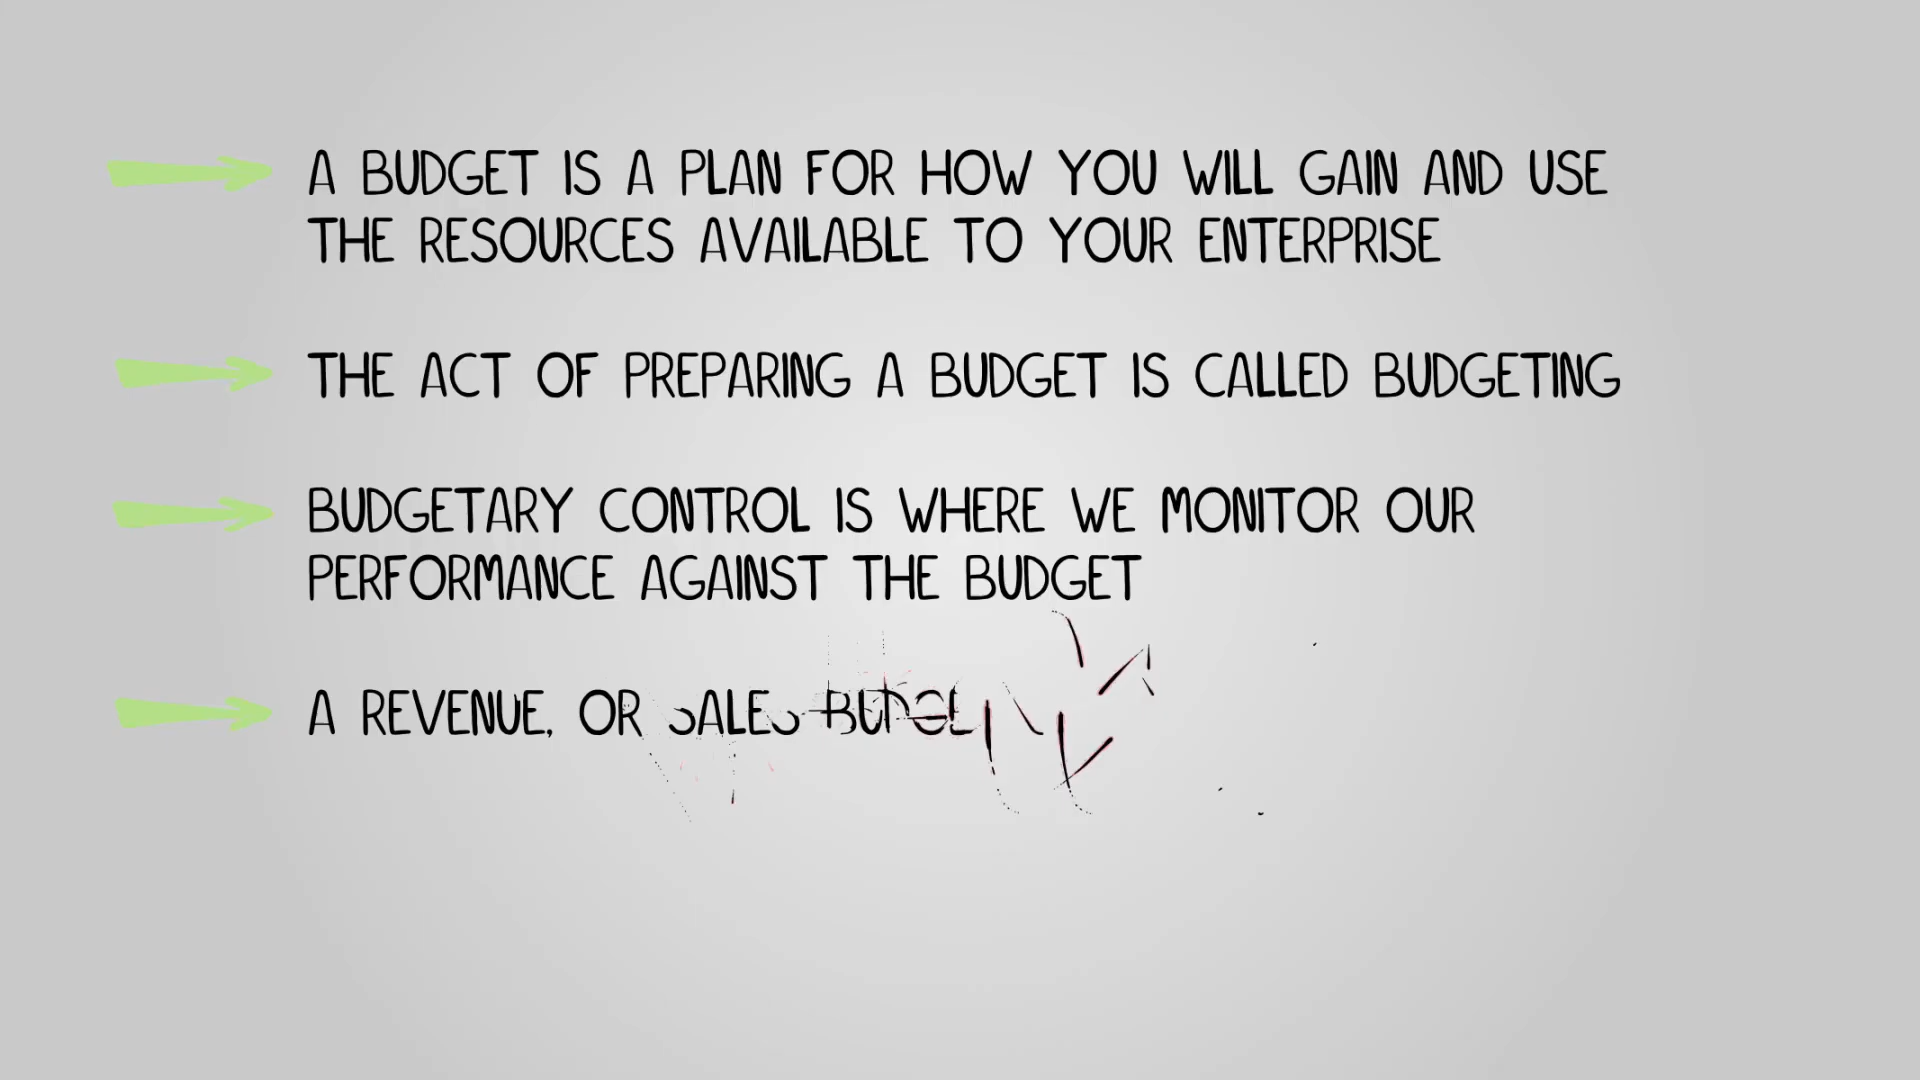 A BUDGET IS A PLAN FOR HOW YOU WILL GAIN AND USE
THE RESOURCES AVAILABLE TO YOUR ENTERPRISE
THE ACT OF PREPARING A BUDGET IS CALLED BUDGETING
BUDGETARY CONTROL IS WHERE WE MONITOR OUR
PERFORMANCE AGAINST THE BUDGET
A REVENUE, OR SALES